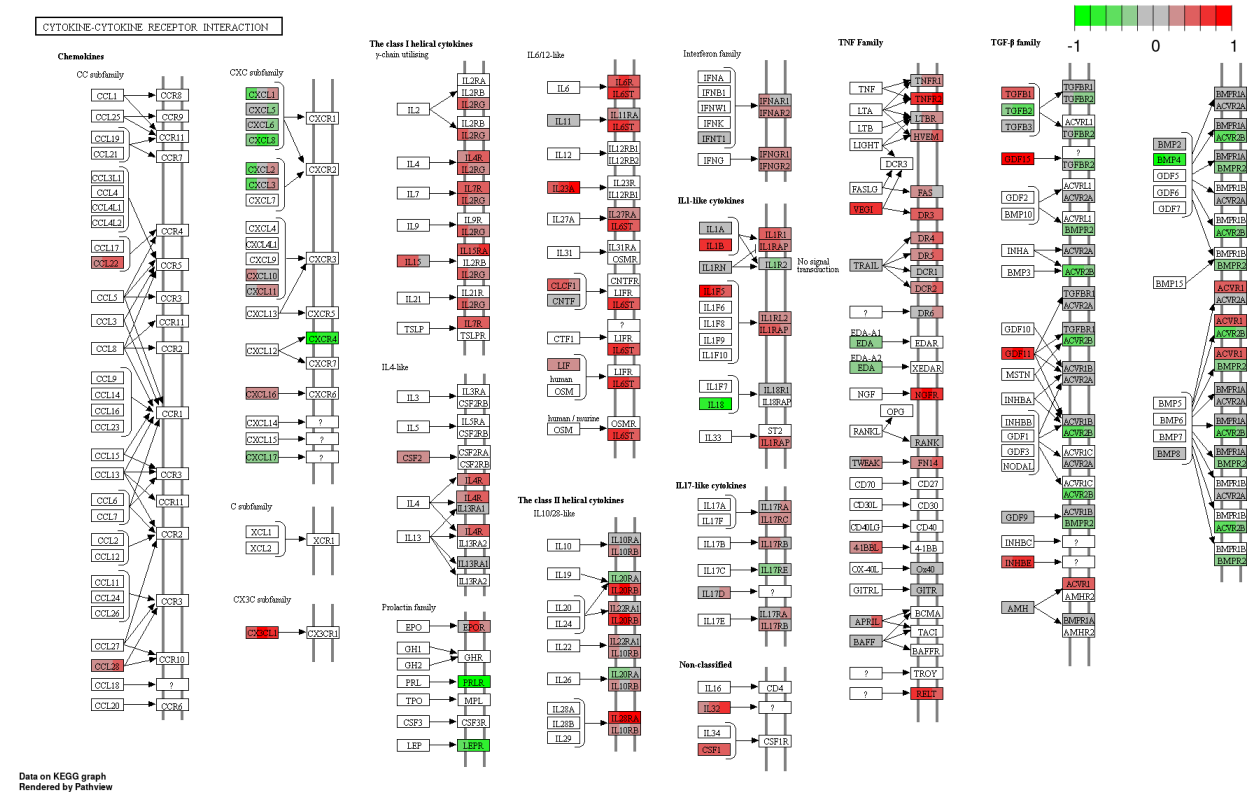 CYTOKINE-CYTOKINE RECEPTOR INTERACTION
-1
0
1
Chemokines
CC subfamily
CCL1
CCR8
CCL25
CCR9
CCR11
CCL19
CCL21
CCR7
CCL3L1
CCL4
CCL4L1
CCL4L2
CCR4
CCL17
CCL22
CCR5
CCL5
CCR3
CCL3
CCR11
CCL8
CCR2
CCL9
CCL14
CCL16
CCL23
CCR1
CCL15
CCL13
CCR3
CCL6
CCR11
CCL7
CCR2
CCL2
CCL12
CCL11
CCL24
CCL26
CCR3
CCL27
CCL28
CCR10
CCL18
?
CCL20
CCR6
CXC subfamily
CXCL1
CXCL5
CXCL6
CXCL8
CXCR1
CXCL2
CXCL3
CXCL7
CXCR2
CXCL4
CXCL4L1
CXCL9
CXCL10
CXCL11
CXCR3
CXCL13
CXCR5
CXCR4
CXCL12
CXCR7
CXCL16
CXCR6
CXCL14
?
CXCL15
?
CXCL17
?
C subfamily
XCL1
XCL2
XCR1
CX3C subfamily
CX3CL1
CX3CR1
The class I helical cytokines
γ-chain utilising
IL2
IL2RA
IL2RB
IL2RG
IL2RB
IL2RG
IL4
IL4R
IL2RG
IL7
IL7R
IL2RG
IL9
IL9R
IL2RG
IL15
IL15RA
IL2RB
IL2RG
IL21
IL21R
IL2RG
TSLP
IL7R
TSLPR
IL4-like
IL3
IL3RA
CSF2RB
IL5
IL5RA
CSF2RB
CSF2
CSF2RA
CSF2RB
IL4R
IL4
IL4R
IL13RA1
IL13
IL4R
IL13RA2
IL13RA1
IL13RA2
Prolactin family
EPO
EPOR
GH1
GH2
GHR
PRL
PRLR
TPO
MPL
CSF3
CSF3R
LEP
LEPR
IL6/12-like
IL6
IL6R
IL6ST
IL11
IL11RA
IL6ST
IL12
IL12RB1
IL12RB2
IL23A
IL23R
IL12RB1
IL27A
IL27RA
IL6ST
IL31
IL31RA
OSMR
CLCF1
CNTF
CNTFR
LIFR
IL6ST
CTF1
?
LIFR
IL6ST
LIF
human
OSM
LIFR
IL6ST
human / murine
OSM
OSMR
IL6ST
The class II helical cytokines
IL10/28-like
IL10
IL10RA
IL10RB
IL19
IL20RA
IL20RB
IL20
IL24
IL22RA1
IL20RB
IL22
IL22RA1
IL10RB
IL26
IL20RA
IL10RB
IL28A
IL28B
IL29
IL28RA
IL10RB
Interferon family
IFNA
IFNB1
IFNW1
IFNK
IFNT1
IFNAR1
IFNAR2
IFNG
IFNGR1
IFNGR2
IL1-like cytokines
IL1A
IL1B
IL1R1
IL1RAP
IL1RN
IL1R2
No signal
transduction
IL1F5
IL1F6
IL1F8
IL1F9
IL1F10
IL1RL2
IL1RAP
IL1F7
IL18
IL18R1
IL18RAP
IL33
ST2
IL1RAP
IL17-like cytokines
IL17A
IL17F
IL17RA
IL17RC
IL17B
IL17RB
IL17C
IL17RE
IL17D
?
IL17E
IL17RA
IL17RB
Non-classified
IL16
CD4
IL32
?
IL34
CSF1
CSF1R
TNF Family
TNF
TNFR1
LTA
TNFR2
LTB
LTBR
LIGHT
HVEM
DCR3
FASLG
FAS
VEGI
DR3
DR4
TRAIL
DR5
DCR1
DCR2
?
DR6
EDA-A1
EDA
EDAR
EDA-A2
EDA
XEDAR
NGF
NGFR
OPG
RANKL
RANK
TWEAK
FN14
CD70
CD27
CD30L
CD30
CD40LG
CD40
4-1BBL
4-1BB
OX-40L
Ox40
GITRL
GITR
APRIL
BCMA
BAFF
TACI
BAFFR
?
TROY
?
RELT
TGF-β family
TGFB1
TGFB2
TGFB3
TGFBR1
TGFBR2
ACVRL1
TGFBR2
GDF15
?
TGFBR2
GDF2
BMP10
ACVRL1
ACVR2A
ACVRL1
BMPR2
INHA
ACVR2A
BMP3
ACVR2B
TGFBR1
ACVR2A
GDF10
TGFBR1
ACVR2B
GDF11
MSTN
ACVR1B
ACVR2A
INHBA
INHBB
GDF1
GDF3
NODAL
ACVR1B
ACVR2B
ACVR1C
ACVR2A
ACVR1C
ACVR2B
GDF9
ACVR1B
BMPR2
INHBC
?
INHBE
?
AMH
ACVR1
AMHR2
BMPR1A
AMHR2
BMP2
BMP4
GDF5
GDF6
GDF7
BMPR1A
ACVR2A
BMPR1A
ACVR2B
BMPR1A
BMPR2
BMPR1B
ACVR2A
BMPR1B
ACVR2B
BMPR1B
BMPR2
BMP15
ACVR1
ACVR2A
ACVR1
ACVR2B
ACVR1
BMPR2
BMP5
BMP6
BMP7
BMP8
BMPR1A
ACVR2A
BMPR1A
ACVR2B
BMPR1A
BMPR2
BMPR1B
ACVR2A
BMPR1B
ACVR2B
BMPR1B
BMPR2
Data on KEGG graph
Rendered by Pathview